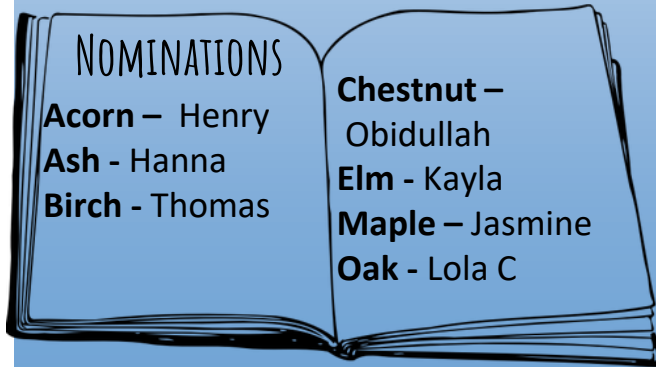 NOMINATIONS
Acorn – Henry
Ash - Hanna
Birch - Thomas
Chestnut –
Obidullah
Elm - Kayla
Maple – Jasmine
Oak - Lola C